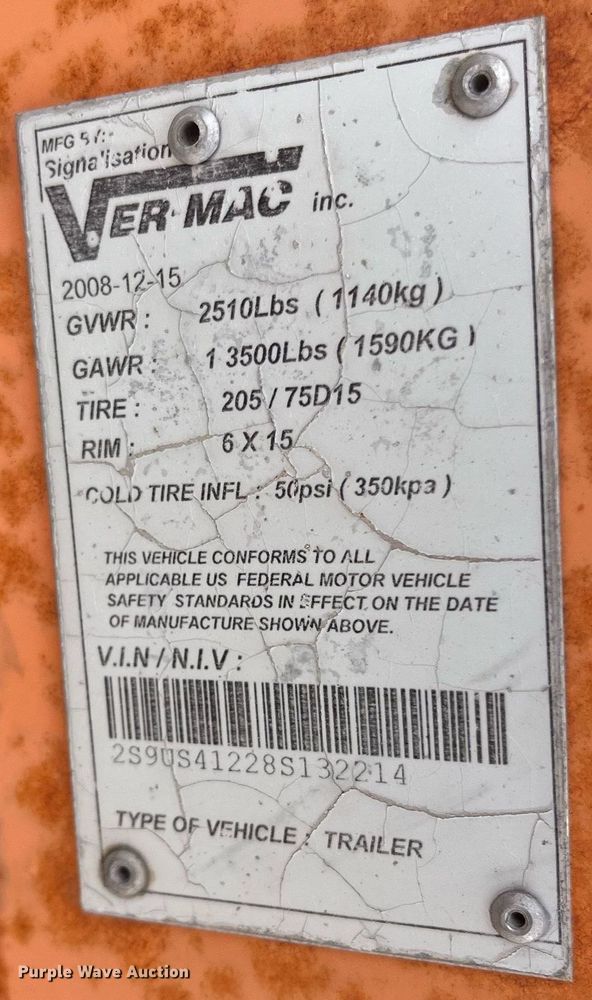 MFG BY:
Signalisation
VER-MAC inc.
2008-12-15
GVWR : 2510Lbs ( 1140kg )
GAWR : 1 3500Lbs ( 1590KG )
TIRE : 205 / 75D15
RIM : 6 X 15
COLD TIRE INFL : 50psi ( 350kpa )
THIS VEHICLE CONFORMS TO ALL
APPLICABLE US FEDERAL MOTOR VEHICLE
SAFETY STANDARDS IN EFFECT ON THE DATE
OF MANUFACTURE SHOWN ABOVE.
V.I.N / N.I.V :
2S9US41228S132214
TYPE OF VEHICLE : TRAILER
Purple Wave Auction